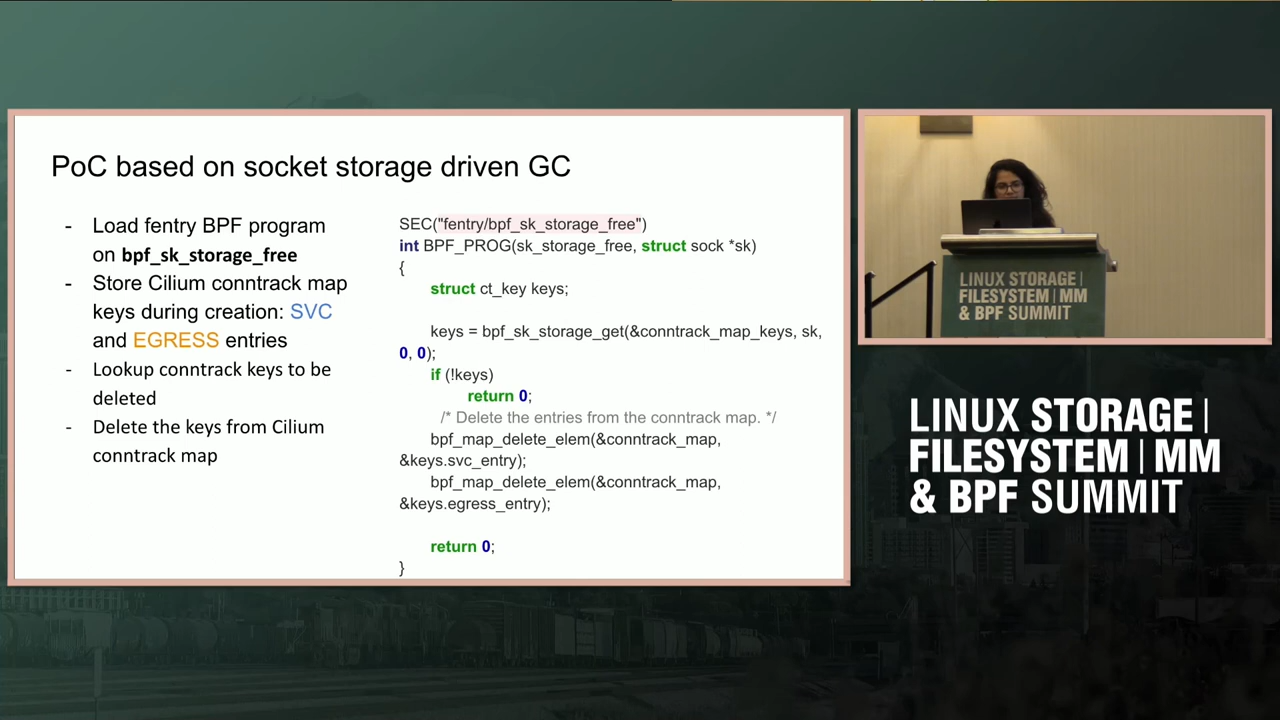 PoC based on socket storage driven GC
- Load fentry BPF program
on bpf_sk_storage_free
- Store Cilium conntrack map
keys during creation: SVC
and EGRESS entries
- Lookup conntrack keys to be
deleted
- Delete the keys from Cilium
conntrack map
SEC("fentry/bpf_sk_storage_free")
int BPF_PROG(sk_storage_free, struct sock *sk)
{
struct ct_key keys;
keys = bpf_sk_storage_get(&conntrack_map_keys, sk,
0, 0);
if (!keys)
return 0;
/* Delete the entries from the conntrack map. */
bpf_map_delete_elem(&conntrack_map,
&keys.svc_entry);
bpf_map_delete_elem(&conntrack_map,
&keys.egress_entry);
return 0;
}
LINUX STORAGE |
FILESYSTEM | MM
& BPF SUMMIT
LINUX STORAGE |
FILESYSTEM | MM
& BPF SUMMIT